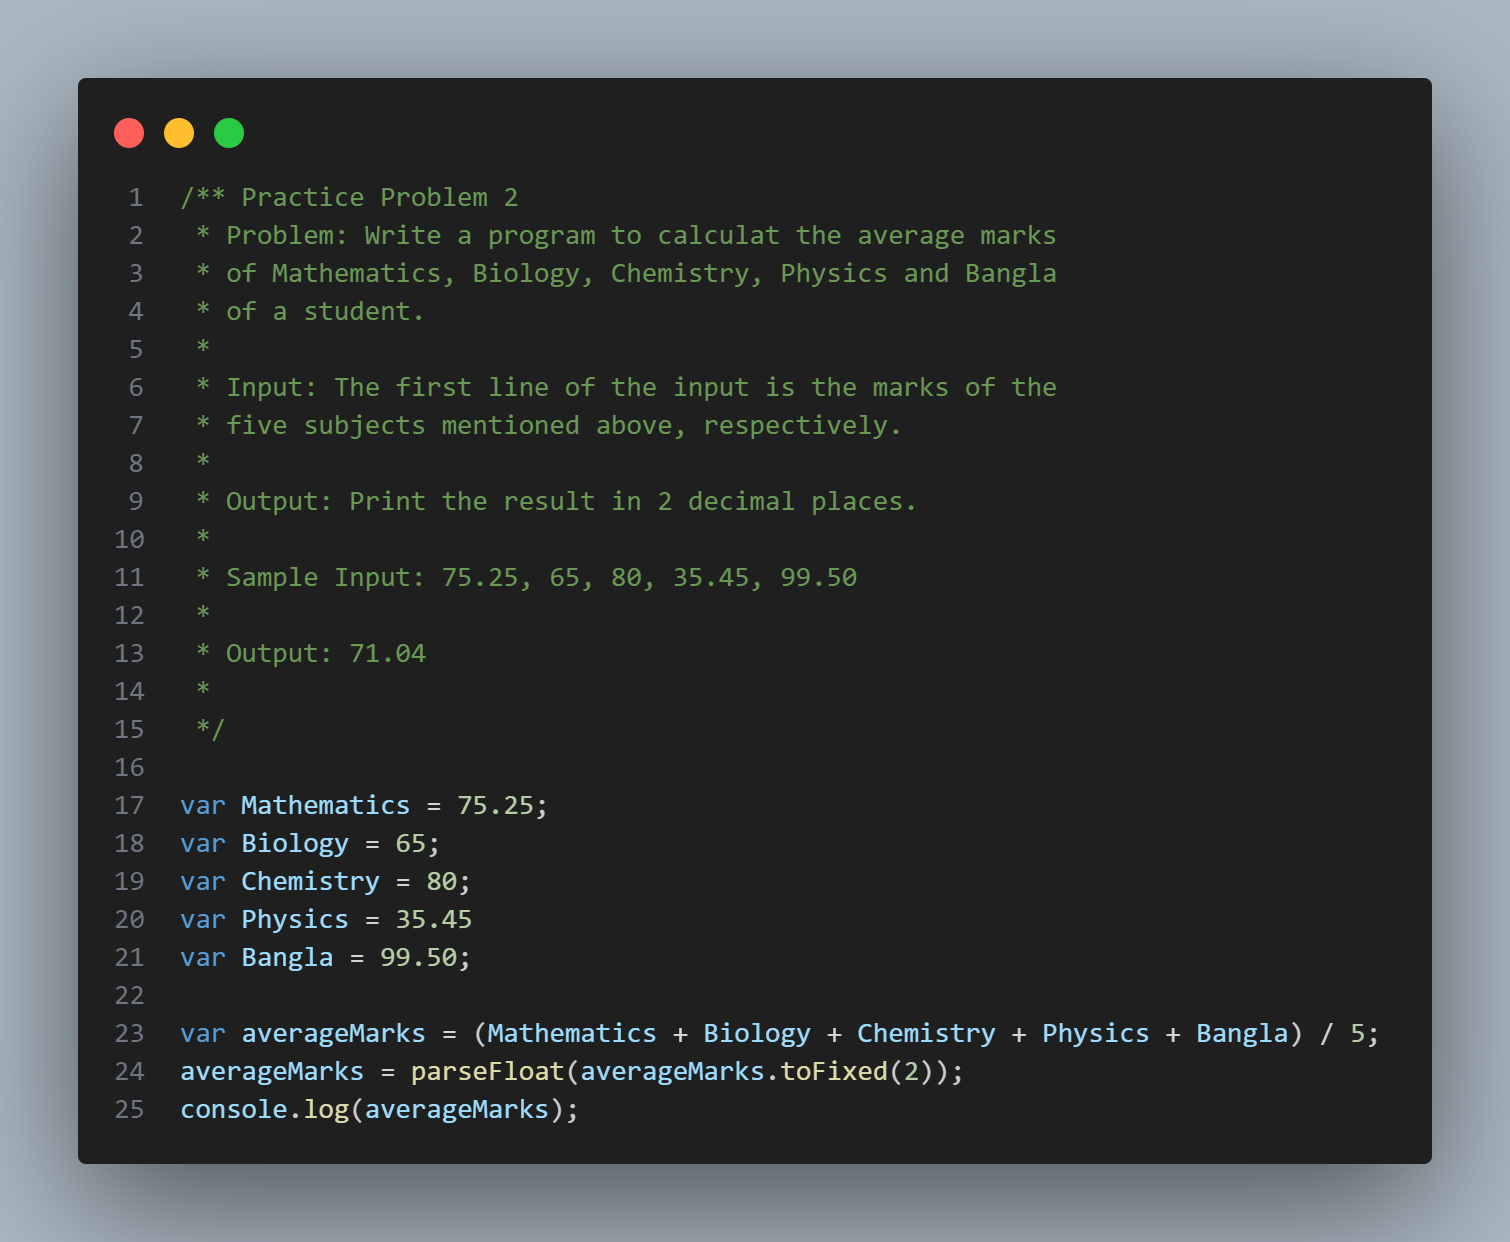 1 /** Practice Problem 2
2  * Problem: Write a program to calculat the average marks
3  * of Mathematics, Biology, Chemistry, Physics and Bangla
4  * of a student.
5  *
6  * Input: The first line of the input is the marks of the
7  * five subjects mentioned above, respectively.
8  *
9  * Output: Print the result in 2 decimal places.
10  *
11  * Sample Input: 75.25, 65, 80, 35.45, 99.50
12  *
13  * Output: 71.04
14  *
15  */
16
17 var Mathematics = 75.25;
18 var Biology = 65;
19 var Chemistry = 80;
20 var Physics = 35.45
21 var Bangla = 99.50;
22
23 var averageMarks = (Mathematics + Biology + Chemistry + Physics + Bangla) / 5;
24 averageMarks = parseFloat(averageMarks.toFixed(2));
25 console.log(averageMarks);